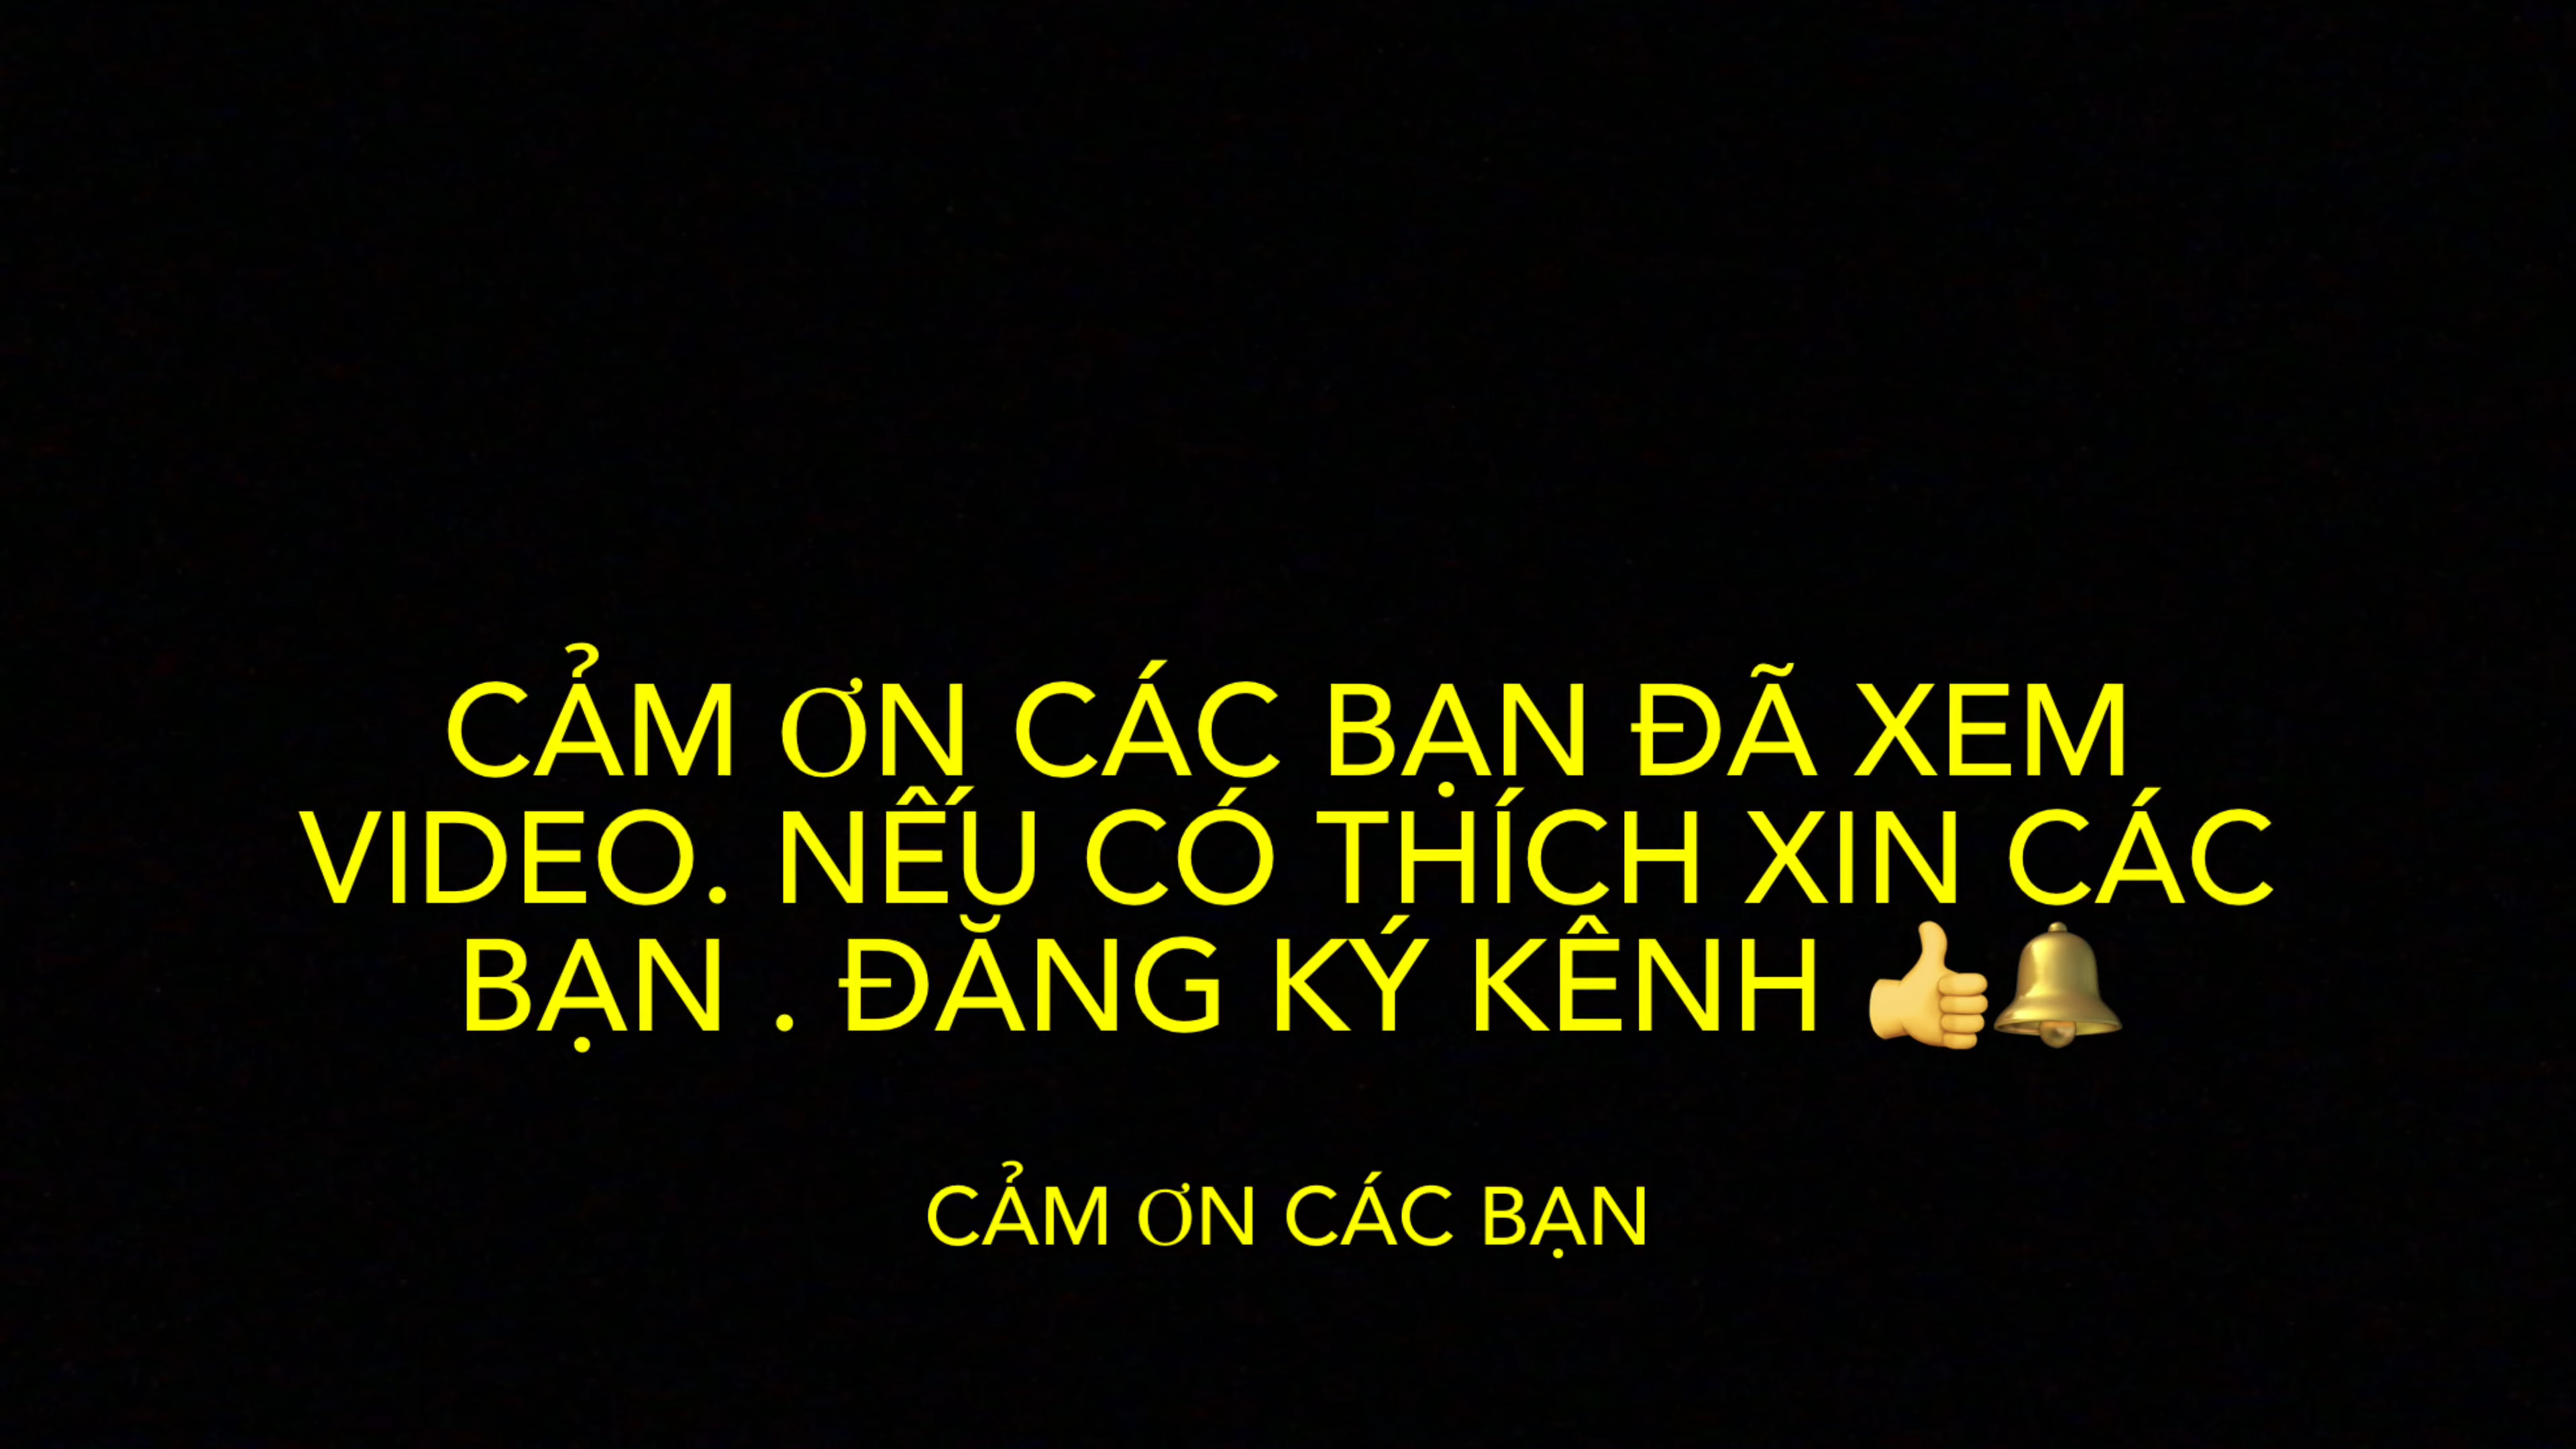 CẢM ƠN CÁC BẠN ĐÃ XEM
VIDEO. NẾU CÓ THÍCH XIN CÁC
BẠN . ĐĂNG KÝ KÊNH 👍🔔
CẢM ƠN CÁC BẠN